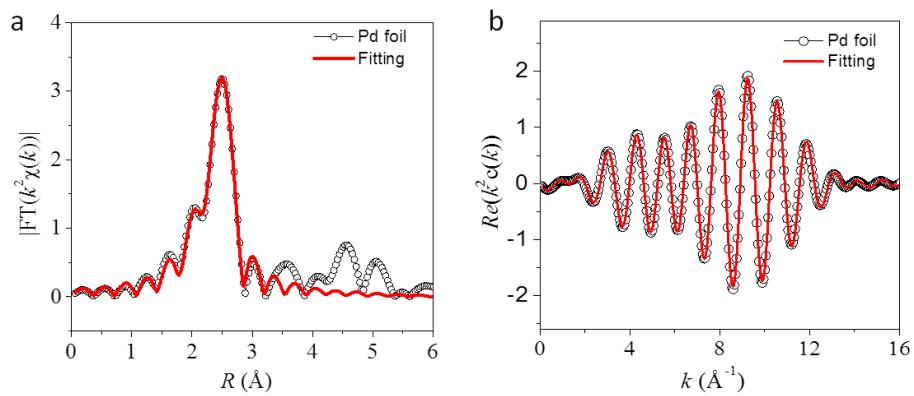 a
Pd foil
Fitting
|FT(k²χ(k))|
4
3
2
1
0
0 1 2 3 4 5 6
R (Å)
b
Pd foil
Fitting
Re(k²c(k))
2
1
0
-1
-2
0 4 8 12 16
k (Å⁻¹)